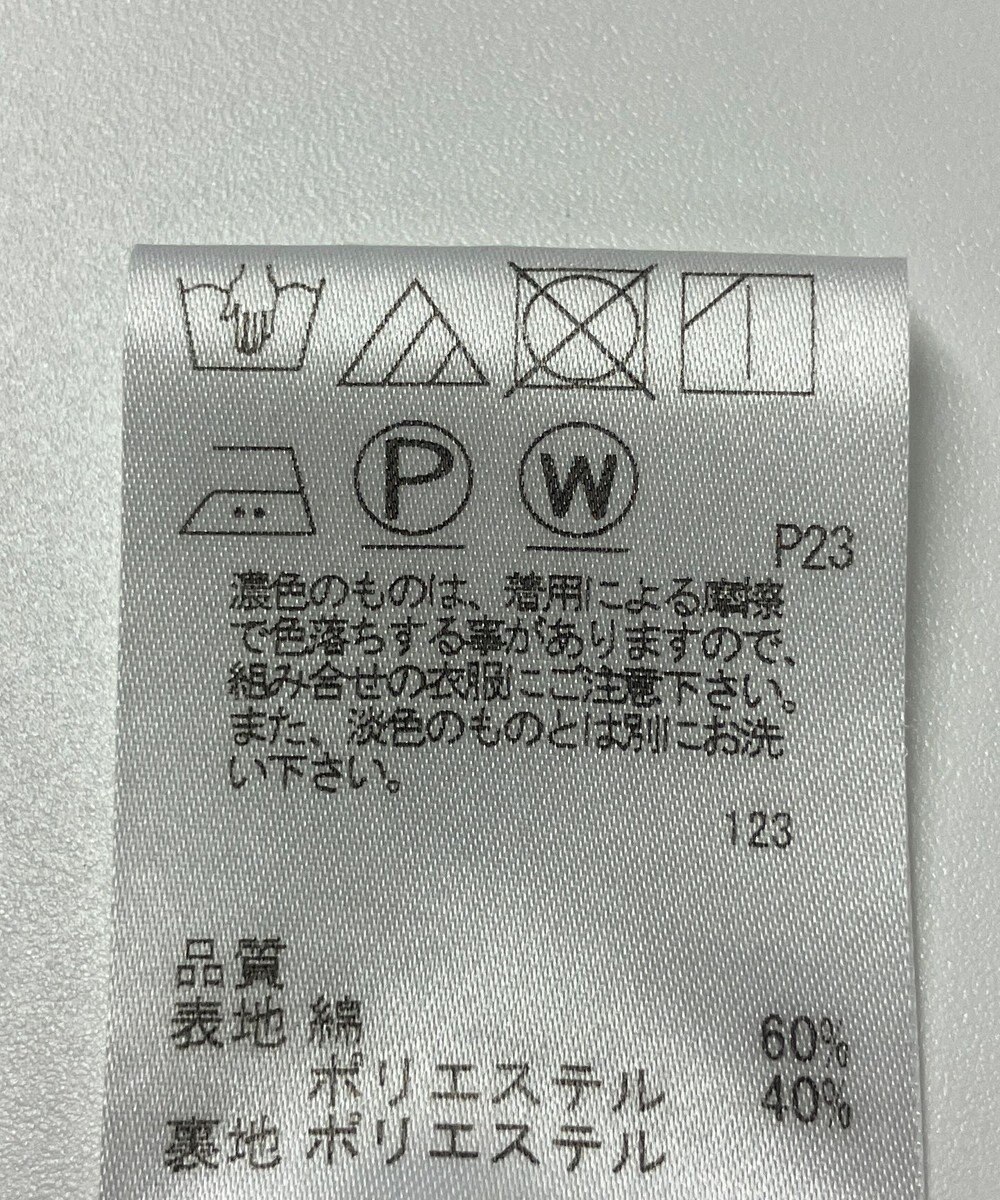 P W
P23
濃色のものは、着用による摩擦
で色落ちする事がありますので、
組み合せの衣服にご注意下さい。
また、淡色のものとは別にお洗
い下さい。
123
品質
表地 綿 60%
ポリエステル 40%
裏地 ポリエステル